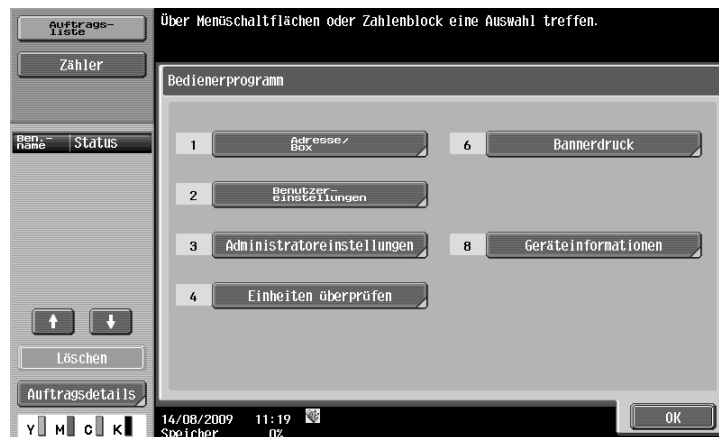 Auftrags-
liste
Zähler
Ben.-
name
Status
Löschen
Auftragsdetails
Y M C K
Über Menüschaltflächen oder Zahlenblock eine Auswahl treffen.
Bedienerprogramm
1 Adresse/
Box
2 Benutzer-
einstellungen
3 Administratoreinstellungen
4 Einheiten überprüfen
6 Bannerdruck
8 Geräteinformationen
14/08/2009 11:19
Speicher 0%
OK